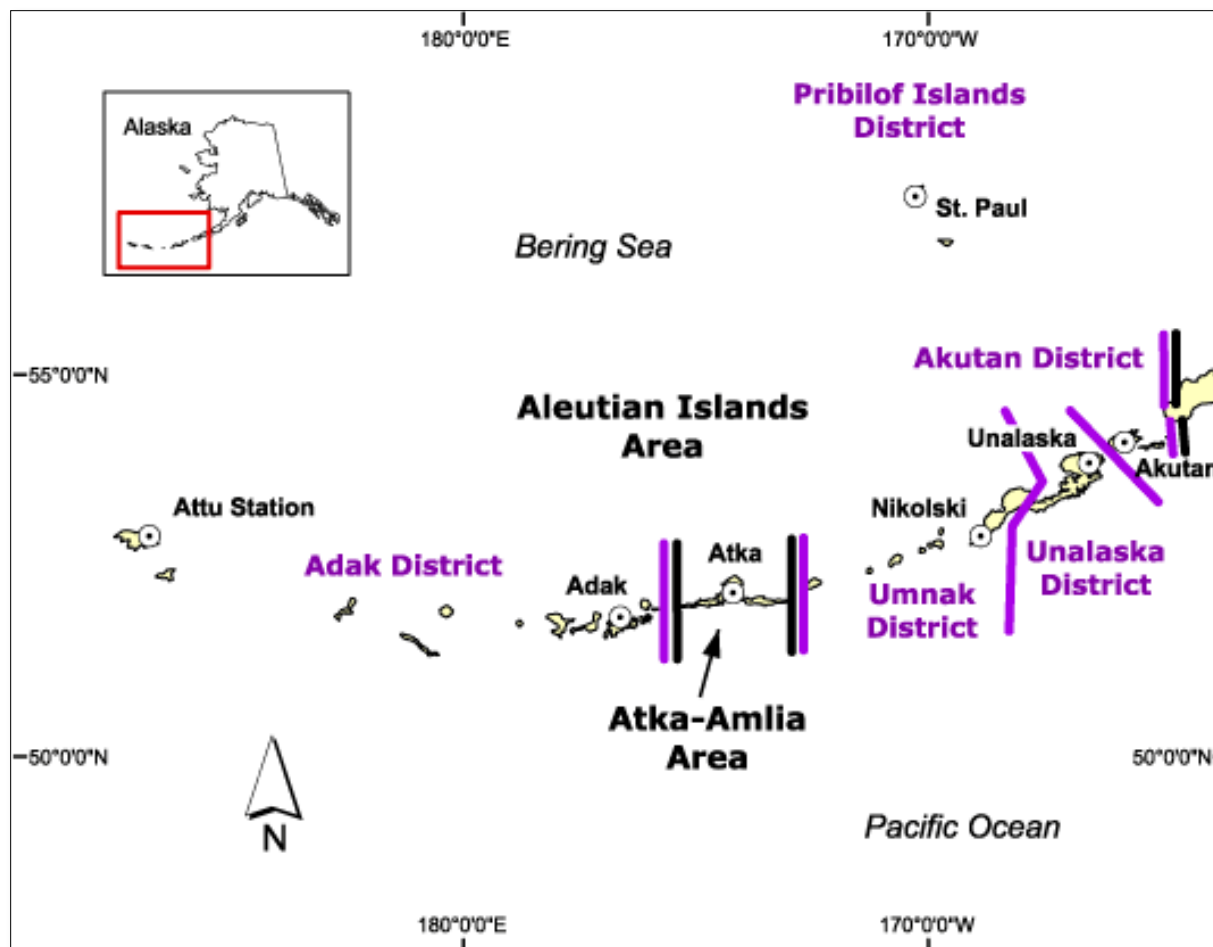 180°0'0"E
170°0'0"W
Pribilof Islands
District
Alaska
St. Paul
Bering Sea
Akutan District
55°0'0"N
Aleutian Islands
Area
Unalaska
Akutan
Attu Station
Nikolski
Adak District
Atka
Adak
Unalaska
District
Umnak
District
Atka-Amlia
Area
50°0'0"N
50°0'0"N
N
Pacific Ocean
180°0'0"E
170°0'0"W